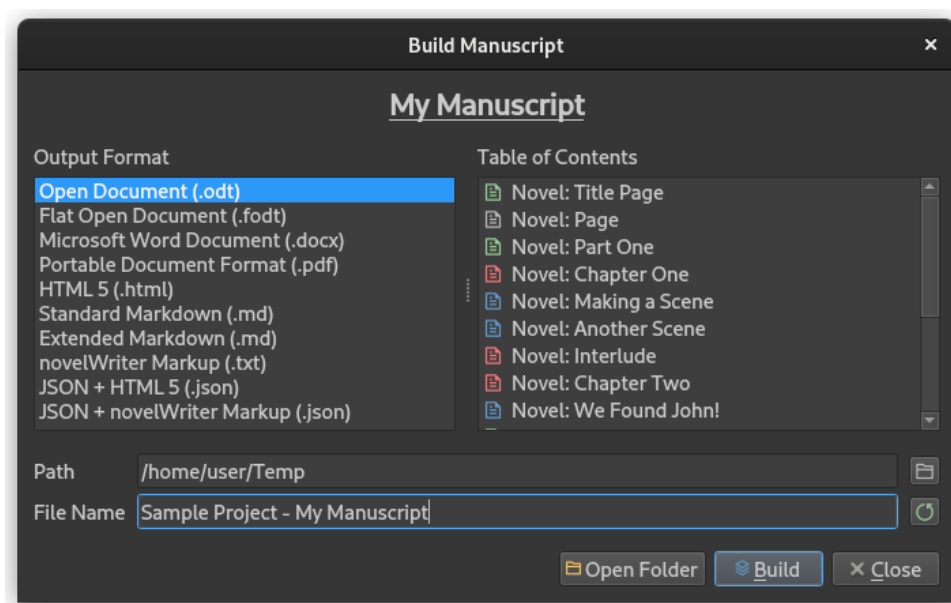 Build Manuscript
My Manuscript
Output Format
Open Document (.odt)
Flat Open Document (.fodt)
Microsoft Word Document (.docx)
Portable Document Format (.pdf)
HTML 5 (.html)
Standard Markdown (.md)
Extended Markdown (.md)
novelWriter Markup (.txt)
JSON + HTML 5 (.json)
JSON + novelWriter Markup (.json)
Table of Contents
Novel: Title Page
Novel: Page
Novel: Part One
Novel: Chapter One
Novel: Making a Scene
Novel: Another Scene
Novel: Interlude
Novel: Chapter Two
Novel: We Found John!
Path /home/user/Temp
File Name Sample Project - My Manuscript
Open Folder Build Close